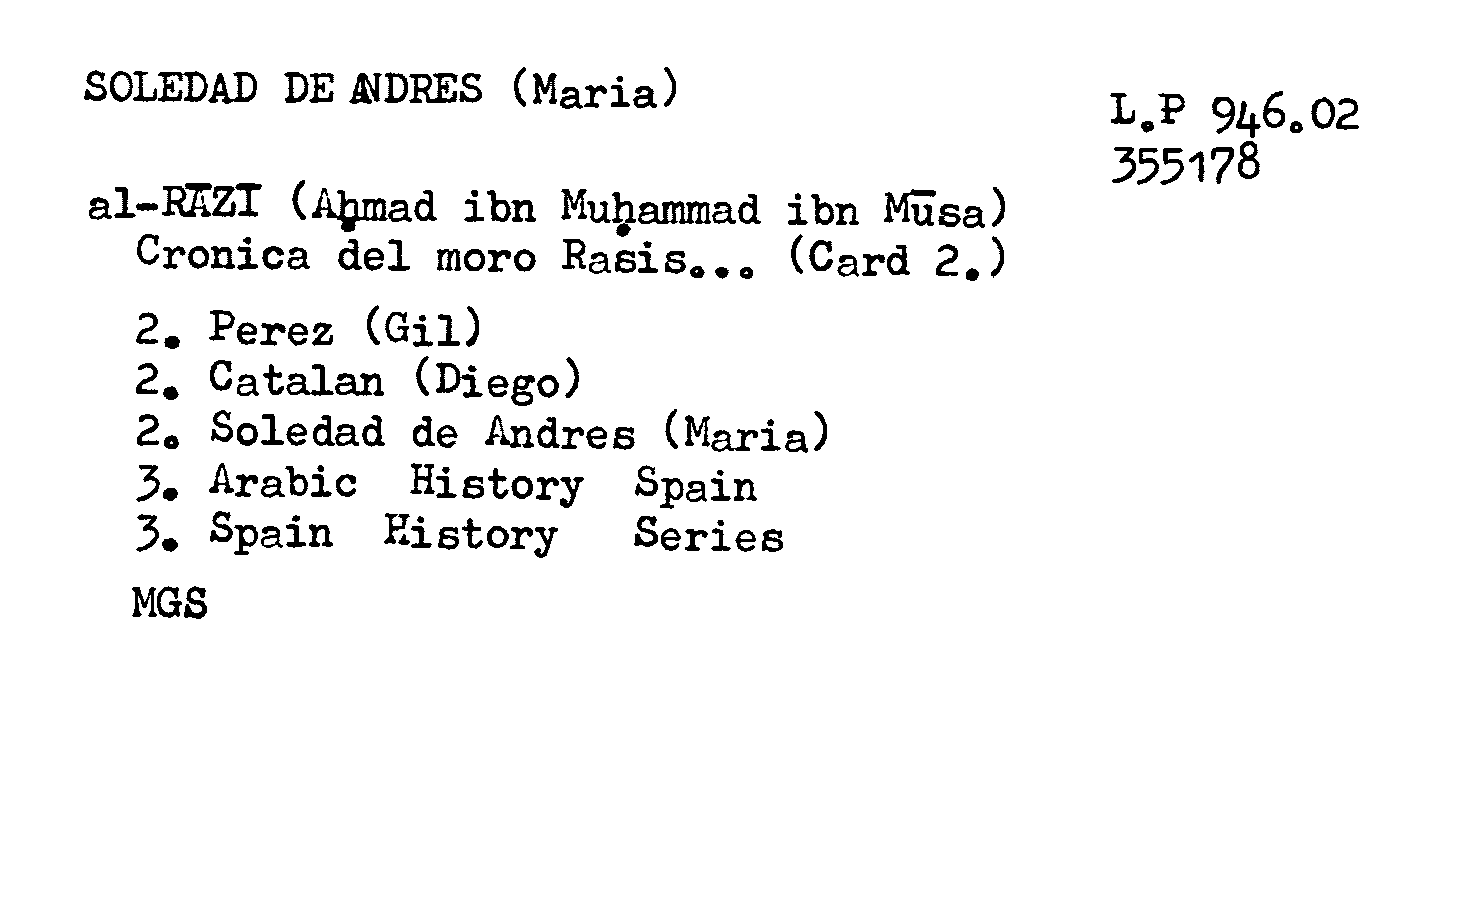 SOLEDAD DE ANDRES (Maria)
L.P 946.02
355178
al-RĀZĪ (Aḥmad ibn Muḥammad ibn Mūsa)
Cronica del moro Rasis... (Card 2.)
2. Perez (Gil)
2. Catalan (Diego)
2. Soledad de Andres (Maria)
3. Arabic History Spain
3. Spain History Series
MGS